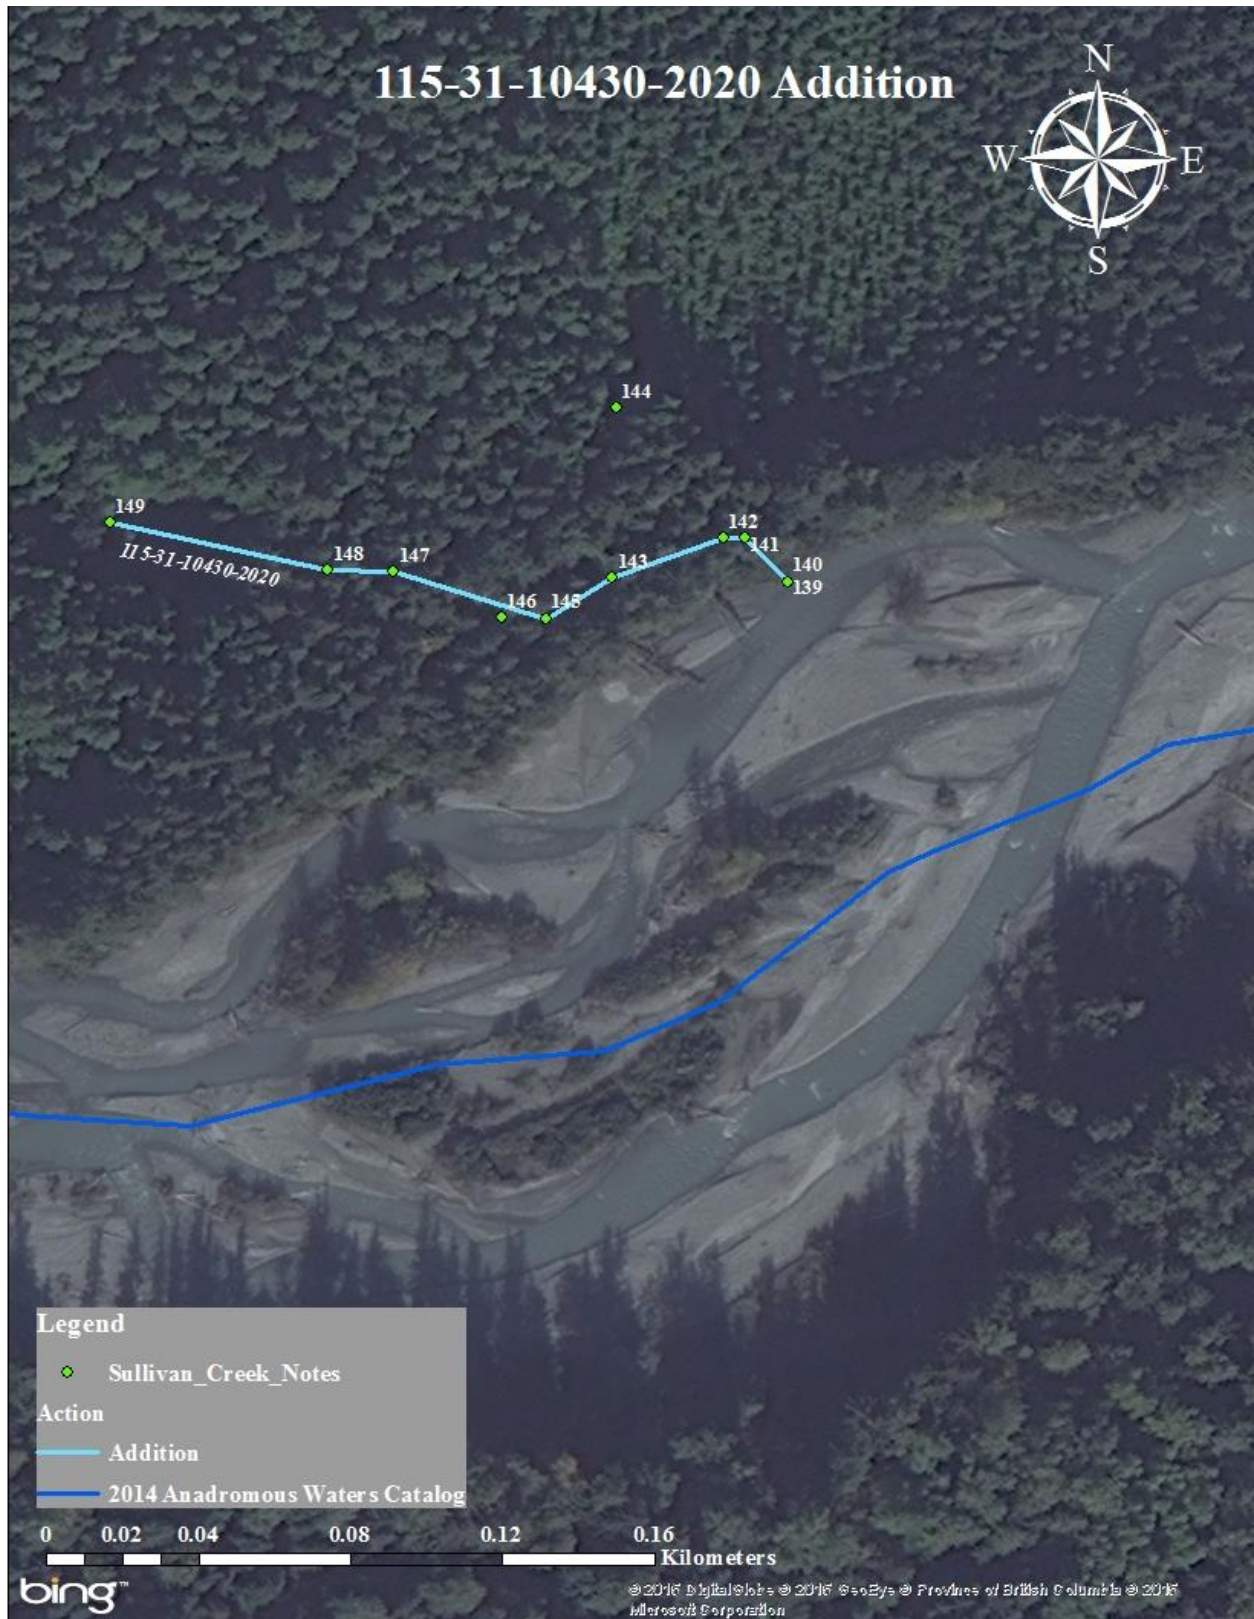 115-31-10430-2020 Addition
N
W E
S
144
149
148 147
142
141
143
140
139
146 145
115-31-10430-2020
Legend
Sullivan_Creek_Notes
Action
Addition
2014 Anadromous Waters Catalog
0 0.02 0.04 0.08 0.12 0.16
Kilometers
bing™
Microsoft Corporation